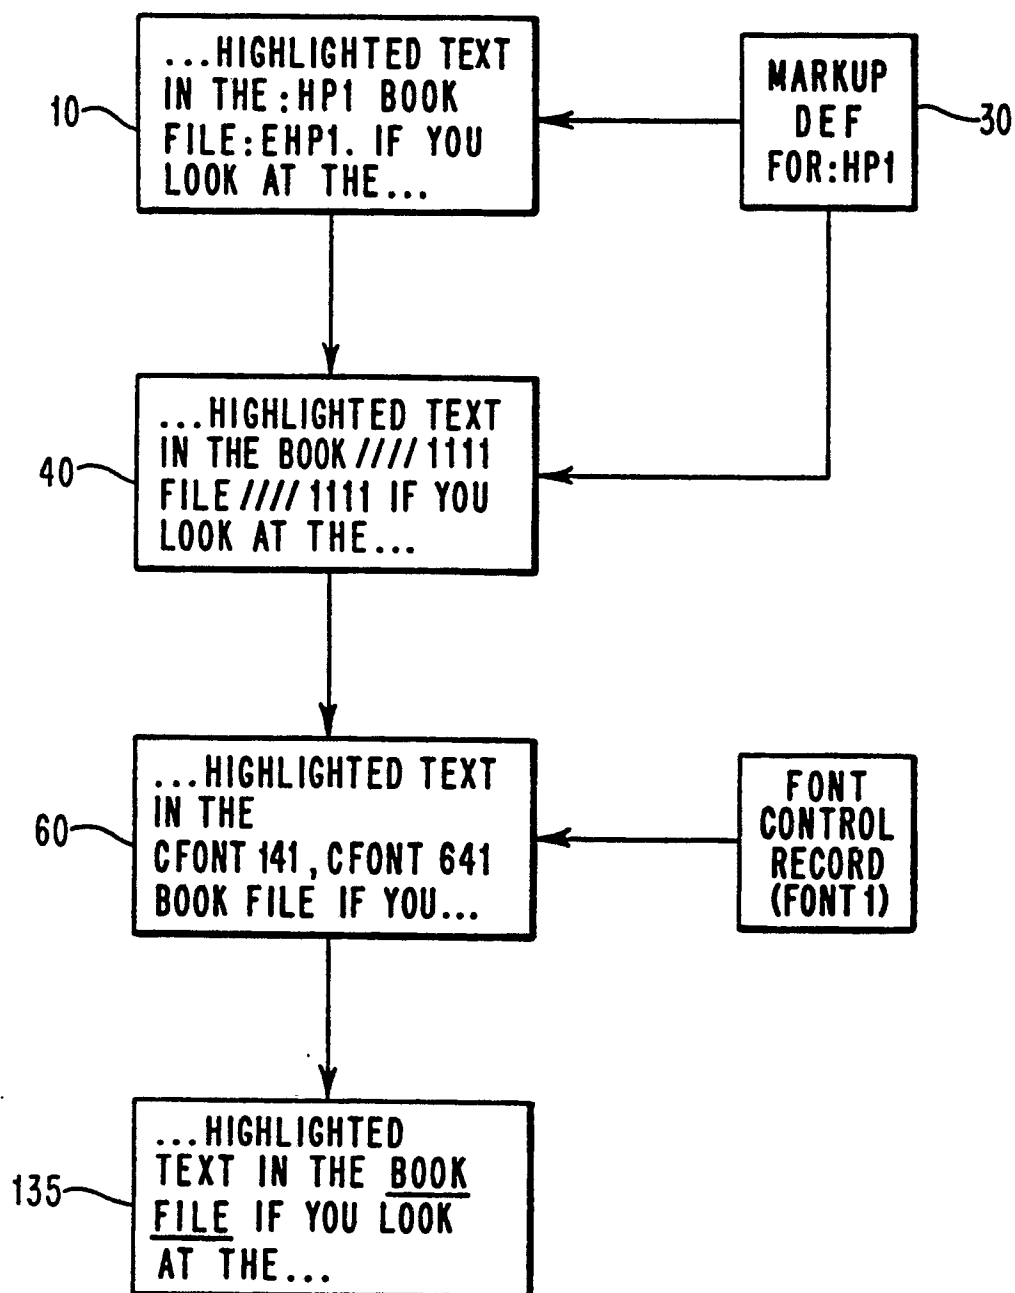 ...HIGHLIGHTED TEXT
IN THE:HP1 BOOK
FILE:EHP1. IF YOU
LOOK AT THE...
10
MARKUP
DEF
FOR:HP1
30
...HIGHLIGHTED TEXT
IN THE BOOK////1111
FILE////1111 IF YOU
LOOK AT THE...
40
...HIGHLIGHTED TEXT
IN THE
CFONT 141, CFONT 641
BOOK FILE IF YOU...
60
FONT
CONTROL
RECORD
(FONT 1)
...HIGHLIGHTED
TEXT IN THE BOOK
FILE IF YOU LOOK
AT THE...
135